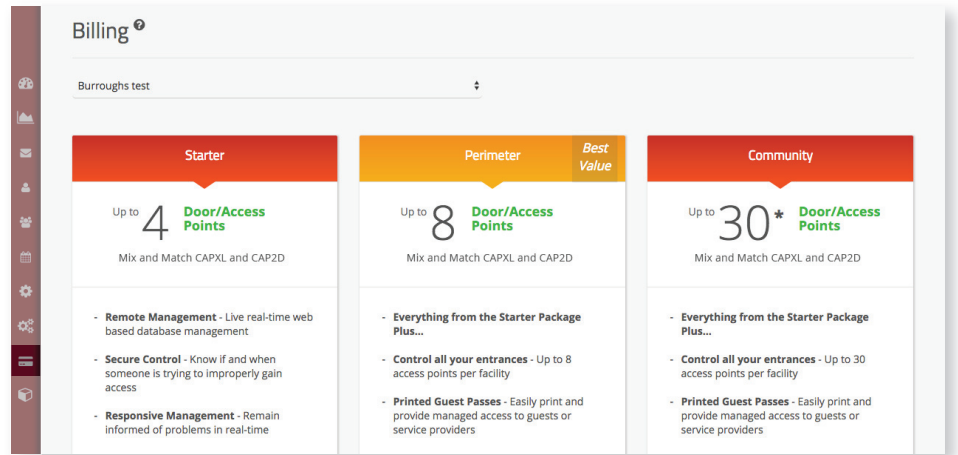 Billing ?
Burroughs test
Starter
Up to 4 Door/Access
Points
Mix and Match CAPXL and CAP2D
- Remote Management - Live real-time web
based database management
- Secure Control - Know if and when
someone is trying to improperly gain
access
- Responsive Management - Remain
informed of problems in real-time
Perimeter
Best
Value
Up to 8 Door/Access
Points
Mix and Match CAPXL and CAP2D
- Everything from the Starter Package
Plus...
- Control all your entrances - Up to 8
access points per facility
- Printed Guest Passes - Easily print and
provide managed access to guests or
service providers
Community
Up to 30* Door/Access
Points
Mix and Match CAPXL and CAP2D
- Everything from the Starter Package
Plus...
- Control all your entrances - Up to 30
access points per facility
- Printed Guest Passes - Easily print and
provide managed access to guests or
service providers